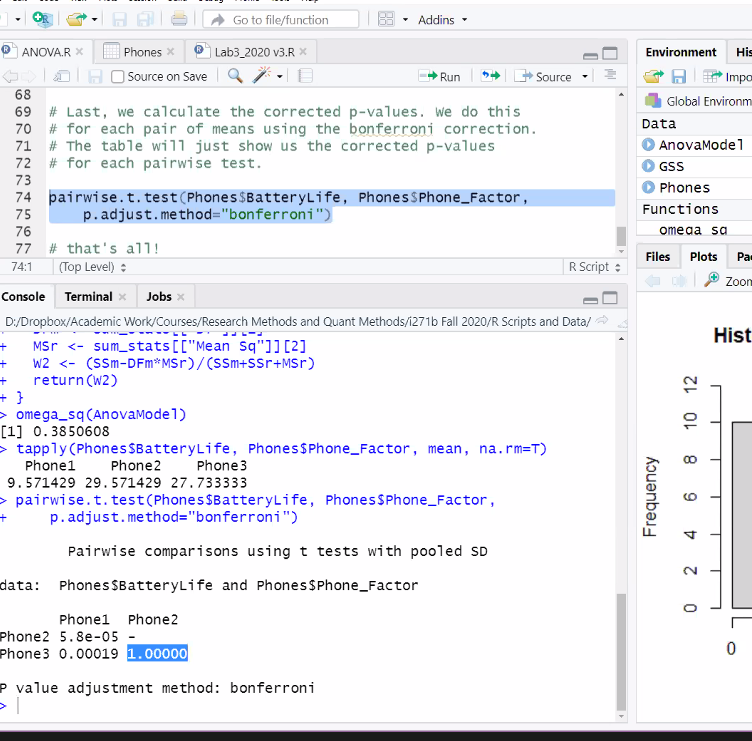 Go to file/function
Addins
ANOVA.R
Phones
Lab3_2020 v3.R
Source on Save
Run
Source
68
69 # Last, we calculate the corrected p-values. We do this
70 # for each pair of means using the bonferroni correction.
71 # The table will just show us the corrected p-values
72 # for each pairwise test.
73
74 pairwise.t.test(Phones$BatteryLife, Phones$Phone_Factor,
75 p.adjust.method="bonferroni")
76
77 # that's all!
74:1 (Top Level) R Script
Console Terminal Jobs
D:/Dropbox/Academic Work/Courses/Research Methods and Quant Methods/i271b Fall 2020/R Scripts and Data/
+ MSr <- sum_stats[["Mean Sq"]][2]
+ W2 <- (SSm-DFm*MSr)/(SSm+SSr+MSr)
+ return(W2)
+ }
> omega_sq(AnovaModel)
[1] 0.3850608
> tapply(Phones$BatteryLife, Phones$Phone_Factor, mean, na.rm=T)
Phone1 Phone2 Phone3
9.571429 29.571429 27.733333
> pairwise.t.test(Phones$BatteryLife, Phones$Phone_Factor,
+ p.adjust.method="bonferroni")
Pairwise comparisons using t tests with pooled SD
data: Phones$BatteryLife and Phones$Phone_Factor
Phone1 Phone2
Phone2 5.8e-05 -
Phone3 0.00019 1.00000
P value adjustment method: bonferroni
>
Environment His
Impo
Global Environm
Data
AnovaModel
GSS
Phones
Functions
omega_sq
Files Plots Pa
Zoom
Hist
Frequency
12
10
8
6
4
2
0
0